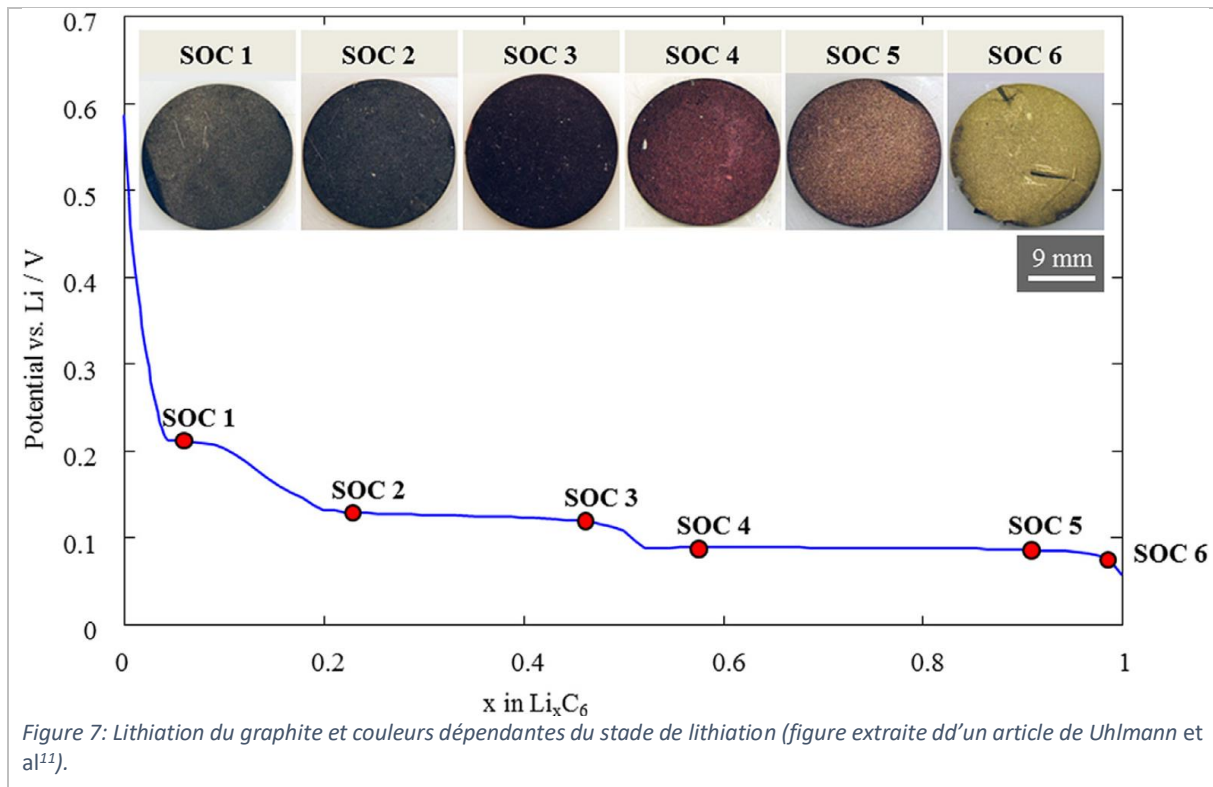 0.7
SOC 1 SOC 2 SOC 3 SOC 4 SOC 5 SOC 6
0.6
0.5
9 mm
0.4
Potential vs. Li / V
0.3
SOC 1
0.2
SOC 2
SOC 3
SOC 4
SOC 5
SOC 6
0.1
0
0 0.2 0.4 0.6 0.8 1
x in LixC6
Figure 7: Lithiation du graphite et couleurs dépendantes du stade de lithiation (figure extraite dd’un article de Uhlmann et
al11).